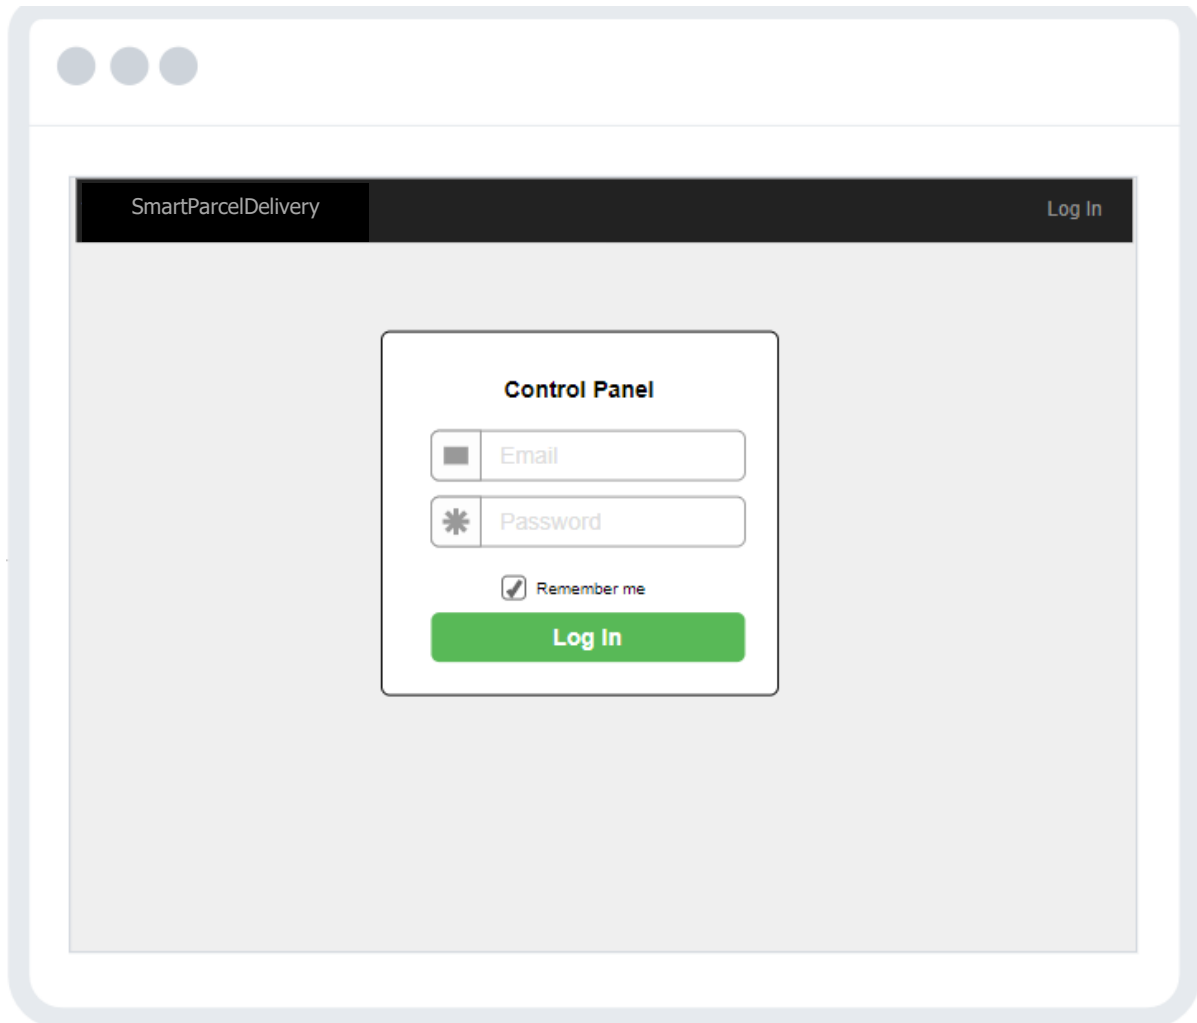 SmartParcelDelivery
Log In
Control Panel
Email
Password
Remember me
Log In